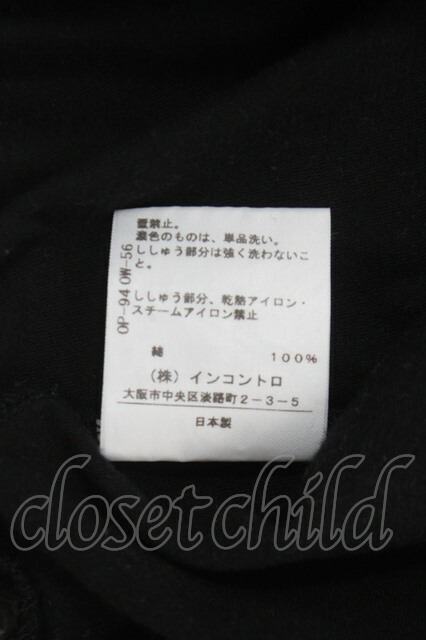 closetchild
置禁止。
濃色のものは、単品洗い。
ししゅう部分は強く洗わないこ
と。
ししゅう部分、乾熱アイロン・
スチームアイロン禁止
綿 100%
(株) インコントロ
大阪市中央区淡路町2-3-5
日本製
OP-940W-56
closetchild